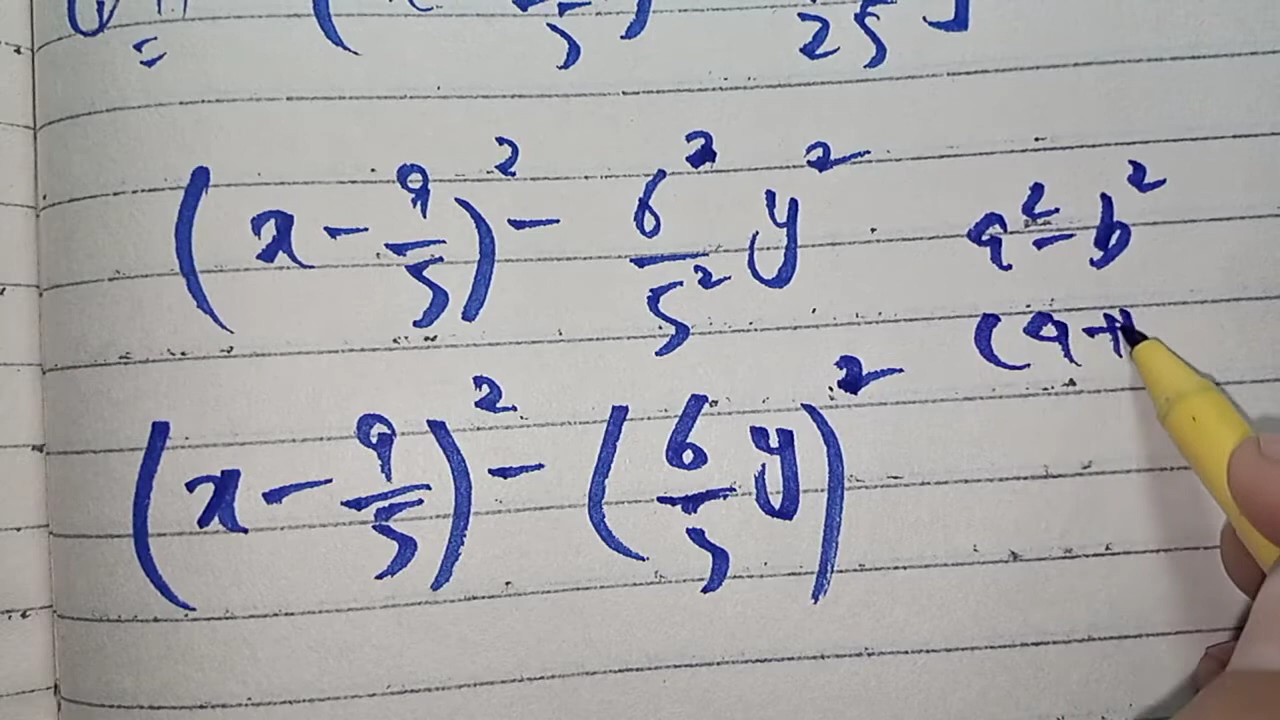 (x - 9/5)² - 6²/5² y²
a² - b²
(a +
(x - 9/5)² - (6/5 y)²